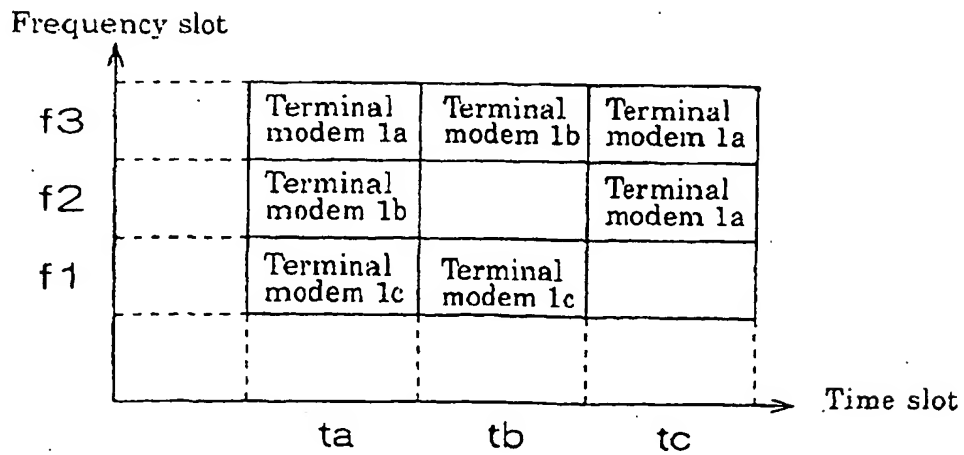 Frequency slot
f3
Terminal
modem 1a
Terminal
modem 1b
Terminal
modem 1a
f2
Terminal
modem 1b
Terminal
modem 1a
f1
Terminal
modem 1c
Terminal
modem 1c
Time slot
ta
tb
tc